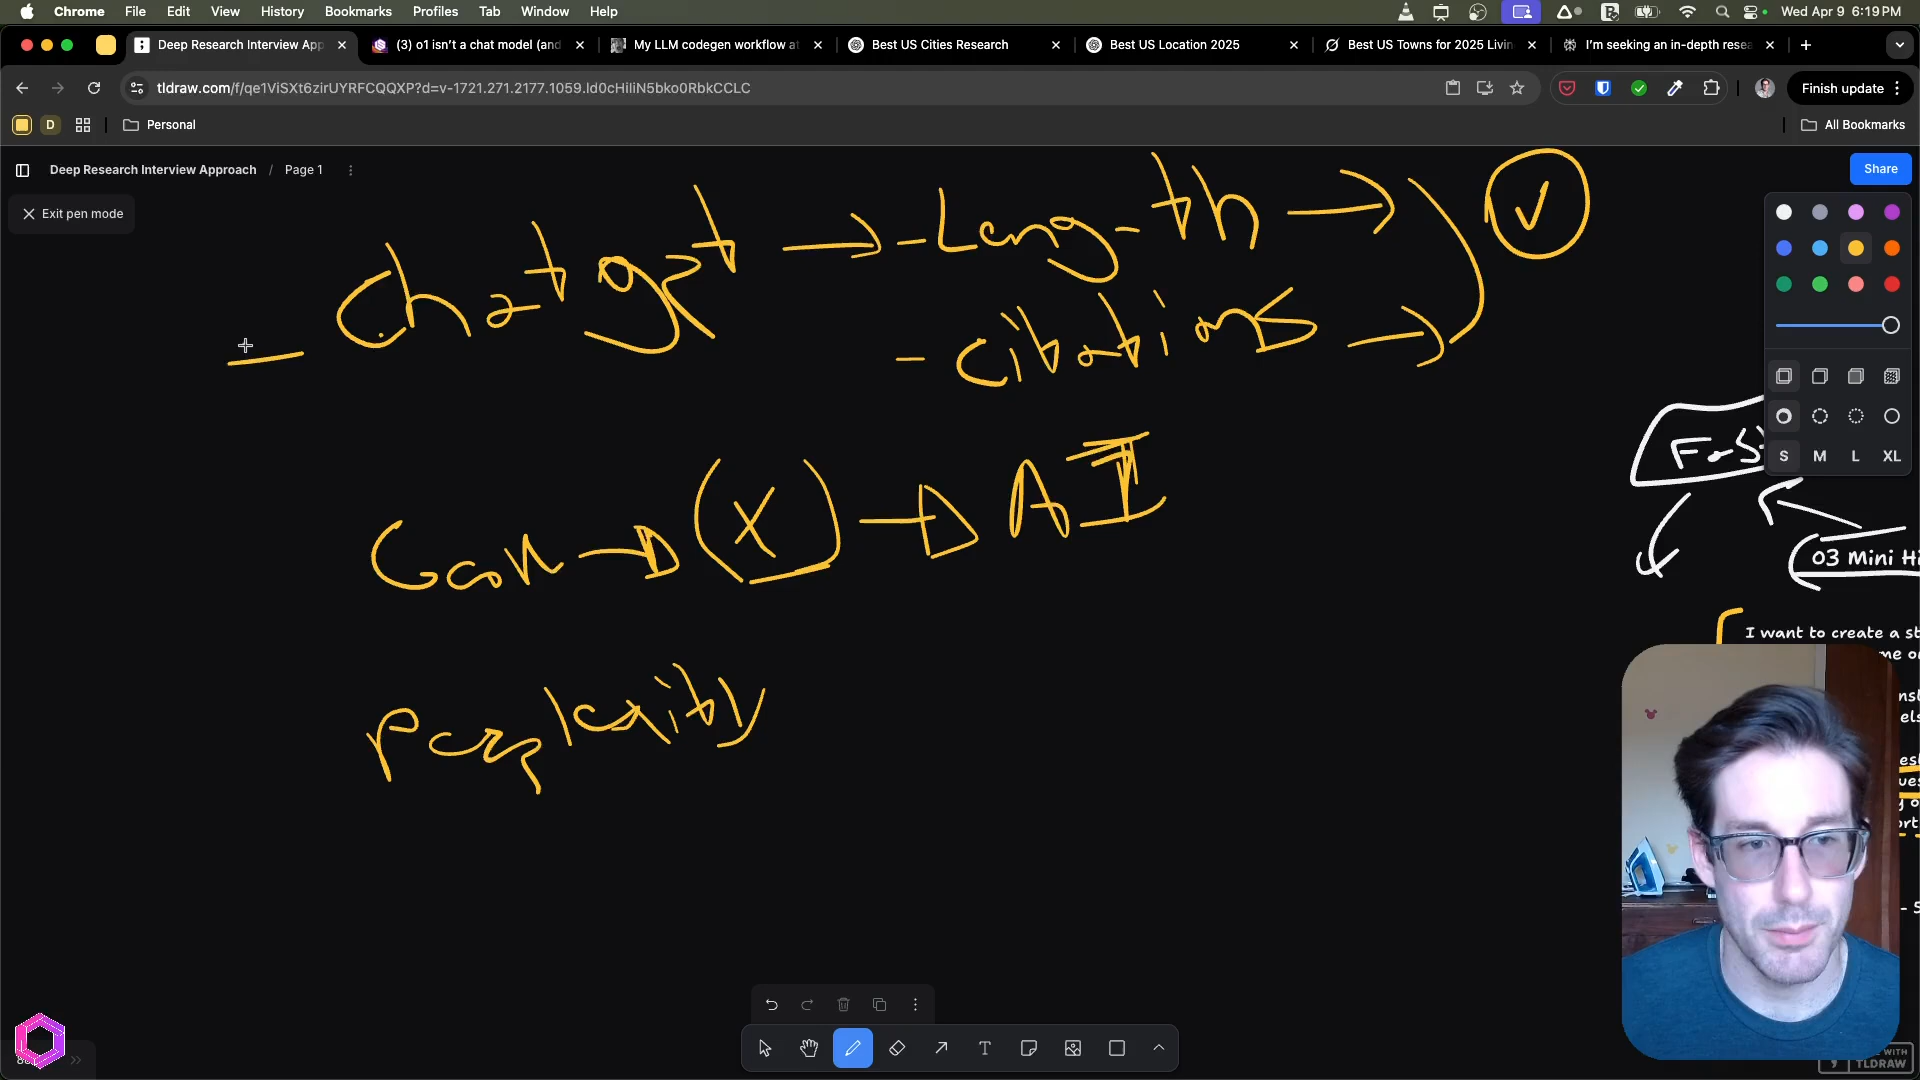 Chrome File Edit View History Bookmarks Profiles Tab Window Help Wed Apr 9 6:19 PM
Deep Research Interview App (3) o1 isn't a chat model (and My LLM codegen workflow at Best US Cities Research Best US Location 2025 Best US Towns for 2025 Livin I'm seeking an in-depth resea
tldraw.com/f/qe1ViSXt6zirUYRFCQQXP?d=v-1721.271.2177.1059.ld0cHiIiN5bko0RbkCCLC Finish update
D Personal All Bookmarks
Deep Research Interview Approach / Page 1 Share
Exit pen mode
Chatgpt → - Length →
- Citations →
(X) → AI
Perplexity
S M L XL
03 Mini Hi
I want to create a st
me or
TLDRAW